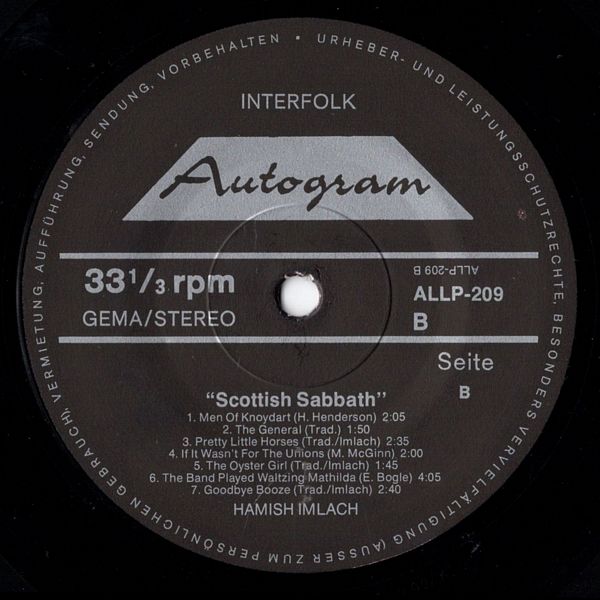 URHEBER- UND LEISTUNGSSCHUTZRECHTE, BESONDERS VERVIELFÄLTIGUNG (AUSSER ZUM PERSÖNLICHEN GEBRAUCH), VERMIETUNG, AUFFÜHRUNG, SENDUNG, VORBEHALTEN •
INTERFOLK
Autogram
33 1/3 rpm
GEMA/STEREO
ALLP-209 B
ALLP-209
B
Seite
B
"Scottish Sabbath"
1. Men Of Knoydart (H. Henderson) 2:05
2. The General (Trad.) 1:50
3. Pretty Little Horses (Trad./Imlach) 2:35
4. If It Wasn't For The Unions (M. McGinn) 2:00
5. The Oyster Girl (Trad./Imlach) 1:45
6. The Band Played Waltzing Mathilda (E. Bogle) 4:05
7. Goodbye Booze (Trad./Imlach) 2:40
HAMISH IMLACH